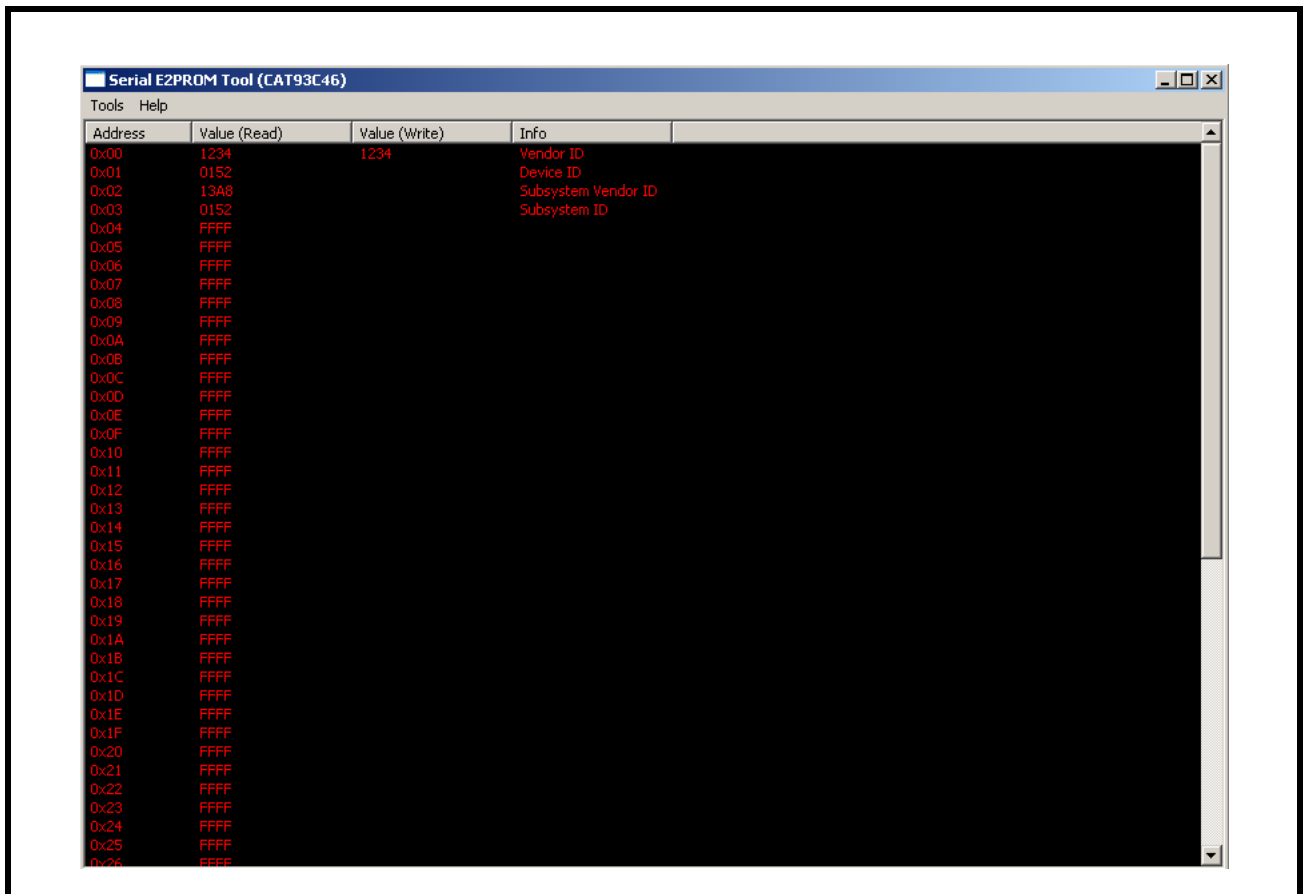 Serial E2PROM Tool (CAT93C46)
Tools Help
Address Value (Read) Value (Write) Info
0x00 1234 1234 Vendor ID
0x01 0152 Device ID
0x02 13A8 Subsystem Vendor ID
0x03 0152 Subsystem ID
0x04 FFFF
0x05 FFFF
0x06 FFFF
0x07 FFFF
0x08 FFFF
0x09 FFFF
0x0A FFFF
0x0B FFFF
0x0C FFFF
0x0D FFFF
0x0E FFFF
0x0F FFFF
0x10 FFFF
0x11 FFFF
0x12 FFFF
0x13 FFFF
0x14 FFFF
0x15 FFFF
0x16 FFFF
0x17 FFFF
0x18 FFFF
0x19 FFFF
0x1A FFFF
0x1B FFFF
0x1C FFFF
0x1D FFFF
0x1E FFFF
0x1F FFFF
0x20 FFFF
0x21 FFFF
0x22 FFFF
0x23 FFFF
0x24 FFFF
0x25 FFFF
0x26 FFFF